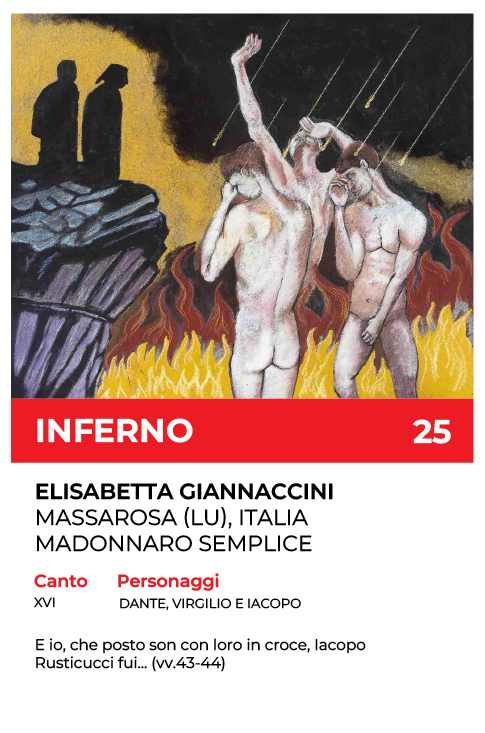 INFERNO 25
ELISABETTA GIANNACCINI
MASSAROSA (LU), ITALIA
MADONNARO SEMPLICE
Canto Personaggi
XVI DANTE, VIRGILIO E IACOPO
E io, che posto son con loro in croce, Iacopo
Rusticucci fui... (vv.43-44)